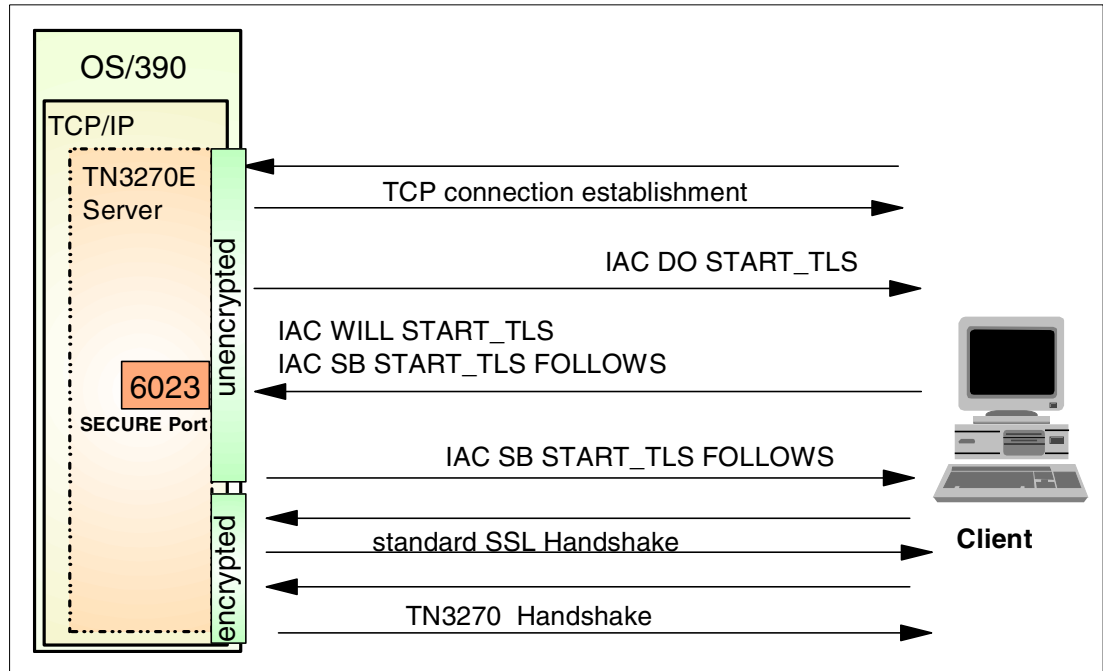 OS/390
TCP/IP
TN3270E
Server
unencrypted
6023
SECURE Port
encrypted
TCP connection establishment
IAC DO START_TLS
IAC WILL START_TLS
IAC SB START_TLS FOLLOWS
IAC SB START_TLS FOLLOWS
standard SSL Handshake
TN3270 Handshake
Client